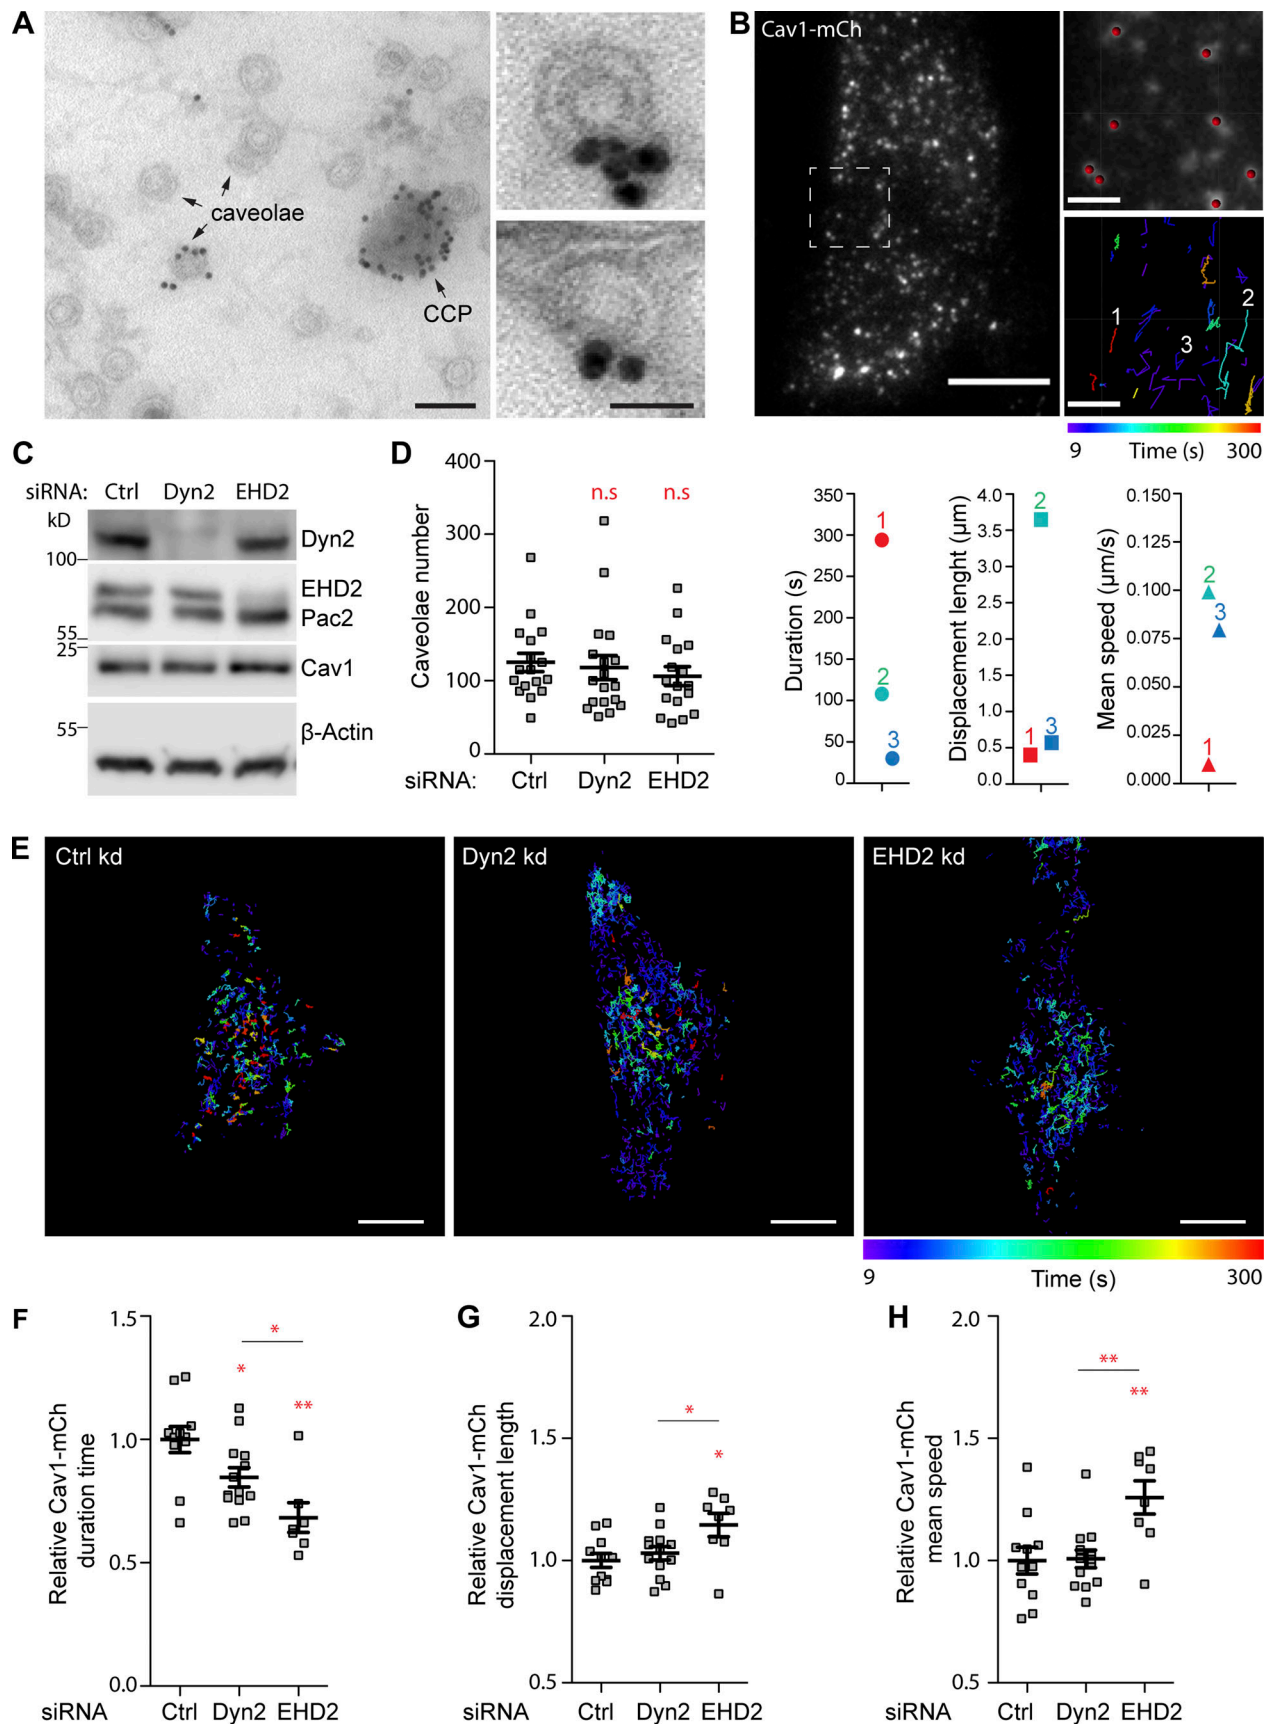 A
caveolae
CCP
B
Cav1-mCh
1
2
3
9 Time (s) 300
C
siRNA: Ctrl Dyn2 EHD2
kD
100
Dyn2
EHD2
Pac2
55
25
Cav1
55
β-Actin
D
Caveolae number
400
300
200
100
0
n.s n.s
siRNA: Ctrl Dyn2 EHD2
Duration (s)
350
300
250
200
150
100
50
0
1
2
3
Displacement lenght (μm)
4.0
3.5
3.0
2.5
2.0
1.5
1.0
0.5
0.0
2
1 3
Mean speed (μm/s)
0.150
0.125
0.100
0.075
0.050
0.025
0.000
2
3
1
E
Ctrl kd
Dyn2 kd
EHD2 kd
9 Time (s) 300
F
Relative Cav1-mCh
duration time
1.5
1.0
0.5
0.0
*
*
**
siRNA Ctrl Dyn2 EHD2
G
Relative Cav1-mCh
displacement length
2.0
1.5
1.0
0.5
*
*
siRNA Ctrl Dyn2 EHD2
H
Relative Cav1-mCh
mean speed
2.0
1.5
1.0
0.5
**
**
siRNA Ctrl Dyn2 EHD2